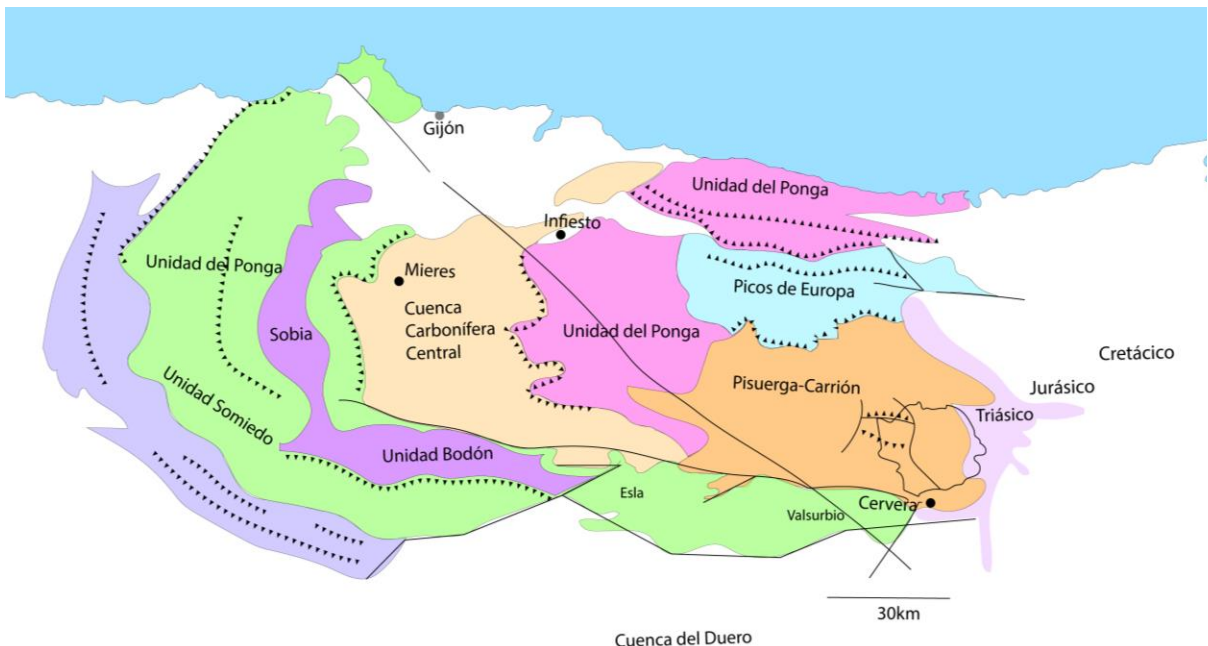 Gijón
Unidad del Ponga
Infiesto
Unidad del Ponga
Mieres
Picos de Europa
Cuenca
Carbonífera
Central
Sobia
Unidad del Ponga
Cretácico
Pisuerga-Carrión
Jurásico
Triásico
Unidad Somiedo
Unidad Bodón
Esla
Valsurbio
Cervera
30km
Cuenca del Duero